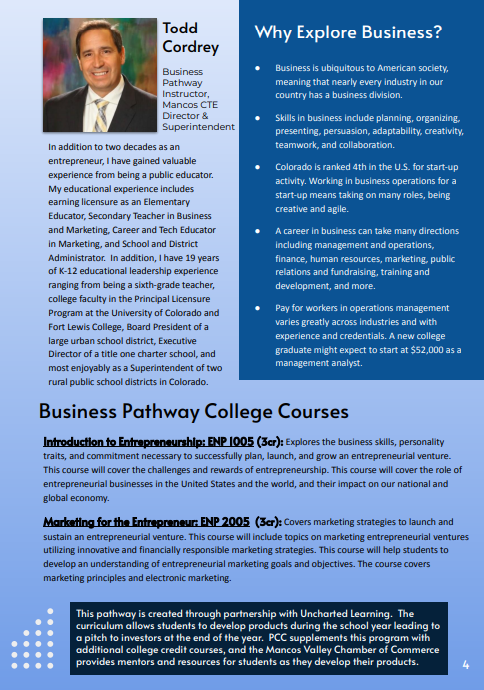 Todd
Cordrey
Business
Pathway
Instructor,
Mancos CTE
Director &
Superintendent
In addition to two decades as an
entrepreneur, I have gained valuable
experience from being a public educator.
My educational experience includes
earning licensure as an Elementary
Educator, Secondary Teacher in Business
and Marketing, Career and Tech Educator
in Marketing, and School and District
Administrator.  In addition, I have 19 years
of K-12 educational leadership experience
ranging from being a sixth-grade teacher,
college faculty in the Principal Licensure
Program at the University of Colorado and
Fort Lewis College, Board President of a
large urban school district, Executive
Director of a title one charter school, and
most enjoyably as a Superintendent of two
rural public school districts in Colorado.
Why Explore Business?
● Business is ubiquitous to American society,
meaning that nearly every industry in our
country has a business division.
● Skills in business include planning, organizing,
presenting, persuasion, adaptability, creativity,
teamwork, and collaboration.
● Colorado is ranked 4th in the U.S. for start-up
activity. Working in business operations for a
start-up means taking on many roles, being
creative and agile.
● A career in business can take many directions
including management and operations,
finance, human resources, marketing, public
relations and fundraising, training and
development, and more.
● Pay for workers in operations management
varies greatly across industries and with
experience and credentials. A new college
graduate might expect to start at $52,000 as a
management analyst.
Business Pathway College Courses
Introduction to Entrepreneurship: ENP 1005 (3cr): Explores the business skills, personality
traits, and commitment necessary to successfully plan, launch, and grow an entrepreneurial venture.
This course will cover the challenges and rewards of entrepreneurship. This course will cover the role of
entrepreneurial businesses in the United States and the world, and their impact on our national and
global economy.
Marketing for the Entrepreneur: ENP 2005  (3cr): Covers marketing strategies to launch and
sustain an entrepreneurial venture. This course will include topics on marketing entrepreneurial ventures
utilizing innovative and financially responsible marketing strategies. This course will help students to
develop an understanding of entrepreneurial marketing goals and objectives. The course covers
marketing principles and electronic marketing.
This pathway is created through partnership with Uncharted Learning.  The
curriculum allows students to develop products during the school year leading to
a pitch to investors at the end of the year.  PCC supplements this program with
additional college credit courses, and the Mancos Valley Chamber of Commerce
provides mentors and resources for students as they develop their products.
4